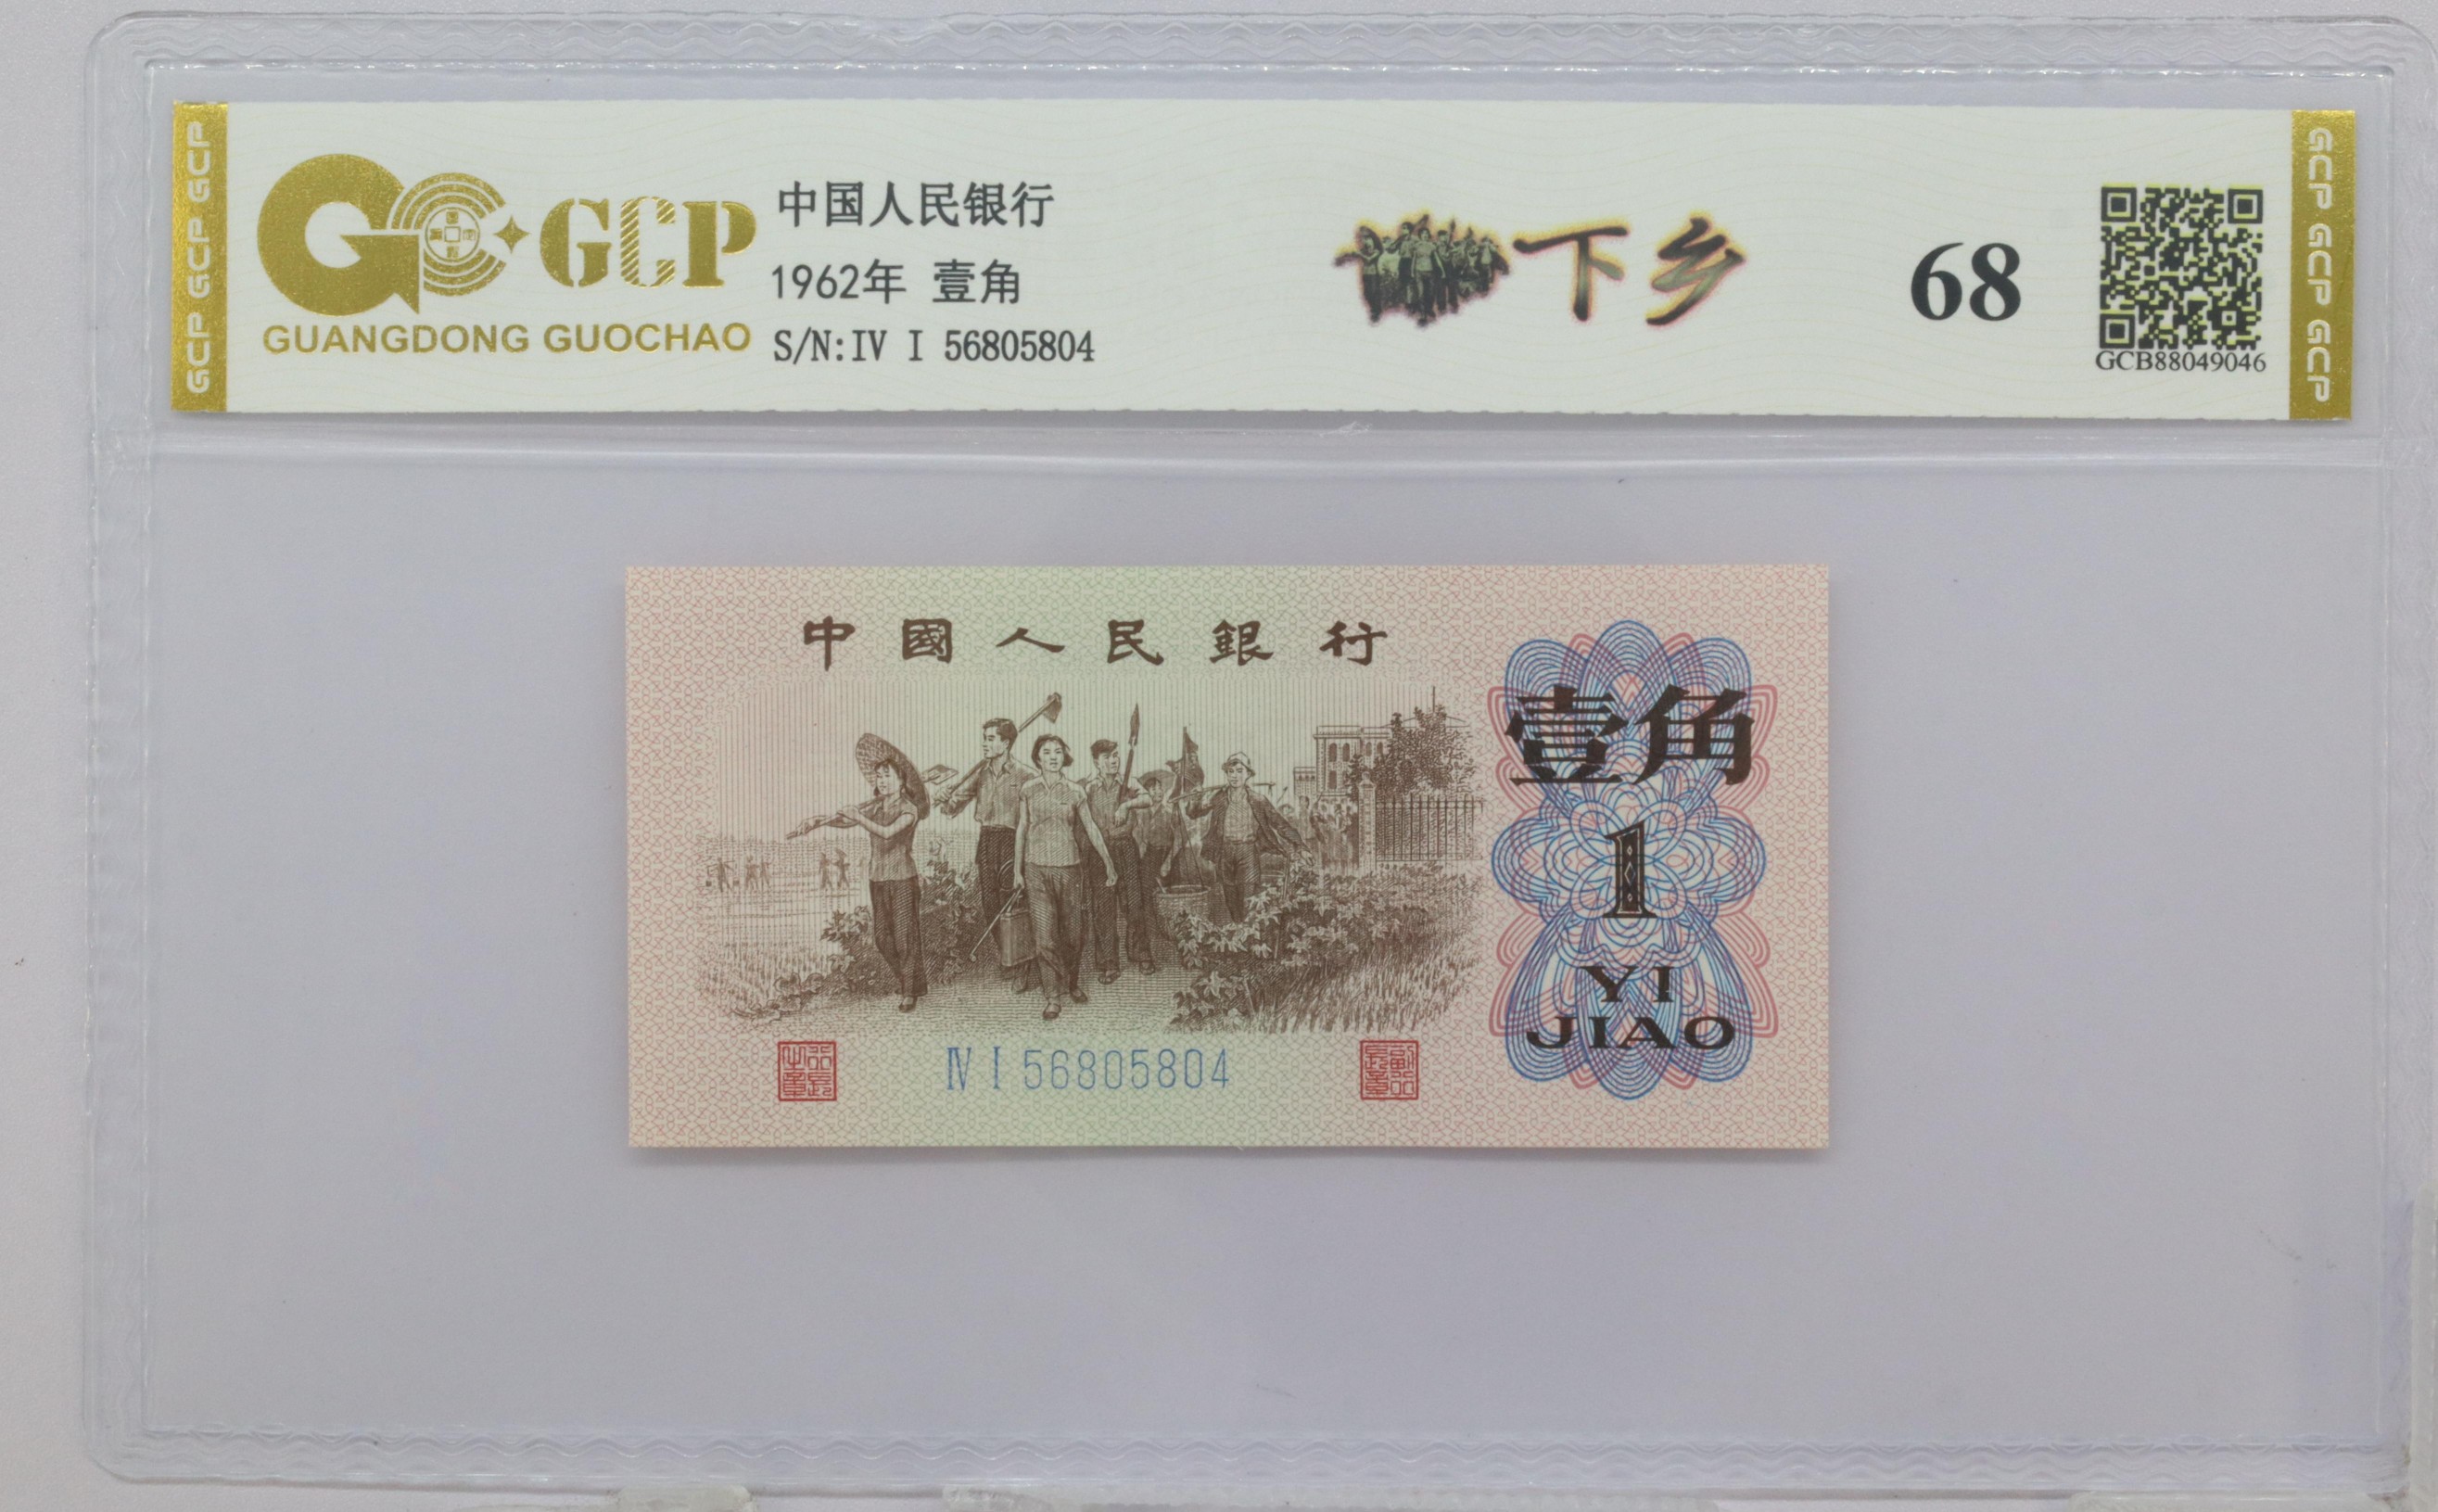 GCP GCP GCP
GCP
GUANGDONG GUOCHAO
中国人民银行
1962年 壹角
S/N:IV I 56805804
下乡
68
GCB88049046
GCP GCP GCP
中國人民銀行
壹角
1
YI
JIAO
IV I 56805804